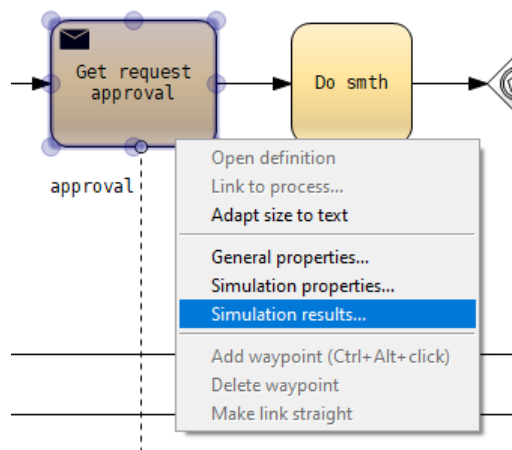 Get request
approval
Do smth
approval
Open definition
Link to process...
Adapt size to text
General properties...
Simulation properties...
Simulation results...
Add waypoint (Ctrl+Alt+click)
Delete waypoint
Make link straight